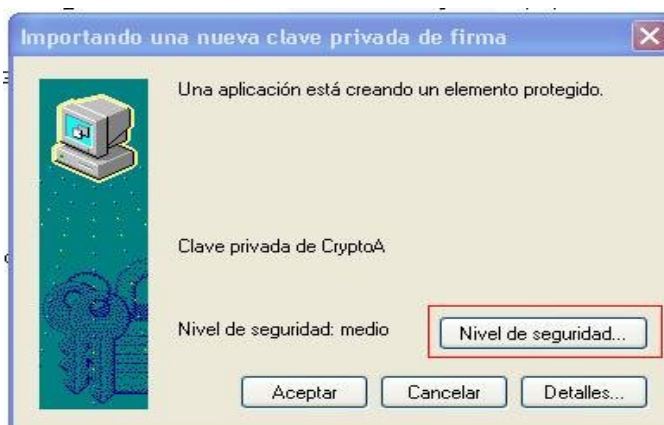 Importando una nueva clave privada de firma
Una aplicación está creando un elemento protegido.
Clave privada de CryptoA
Nivel de seguridad: medio
Nivel de seguridad...
Aceptar
Cancelar
Detalles...